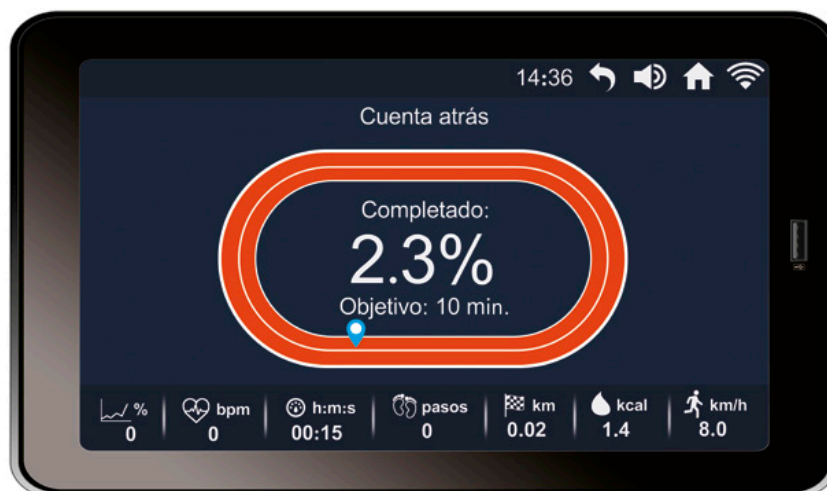 14:36
Cuenta atrás
Completado:
2.3%
Objetivo: 10 min.
% bpm h:m:s pasos km kcal km/h
0 0 00:15 0 0.02 1.4 8.0